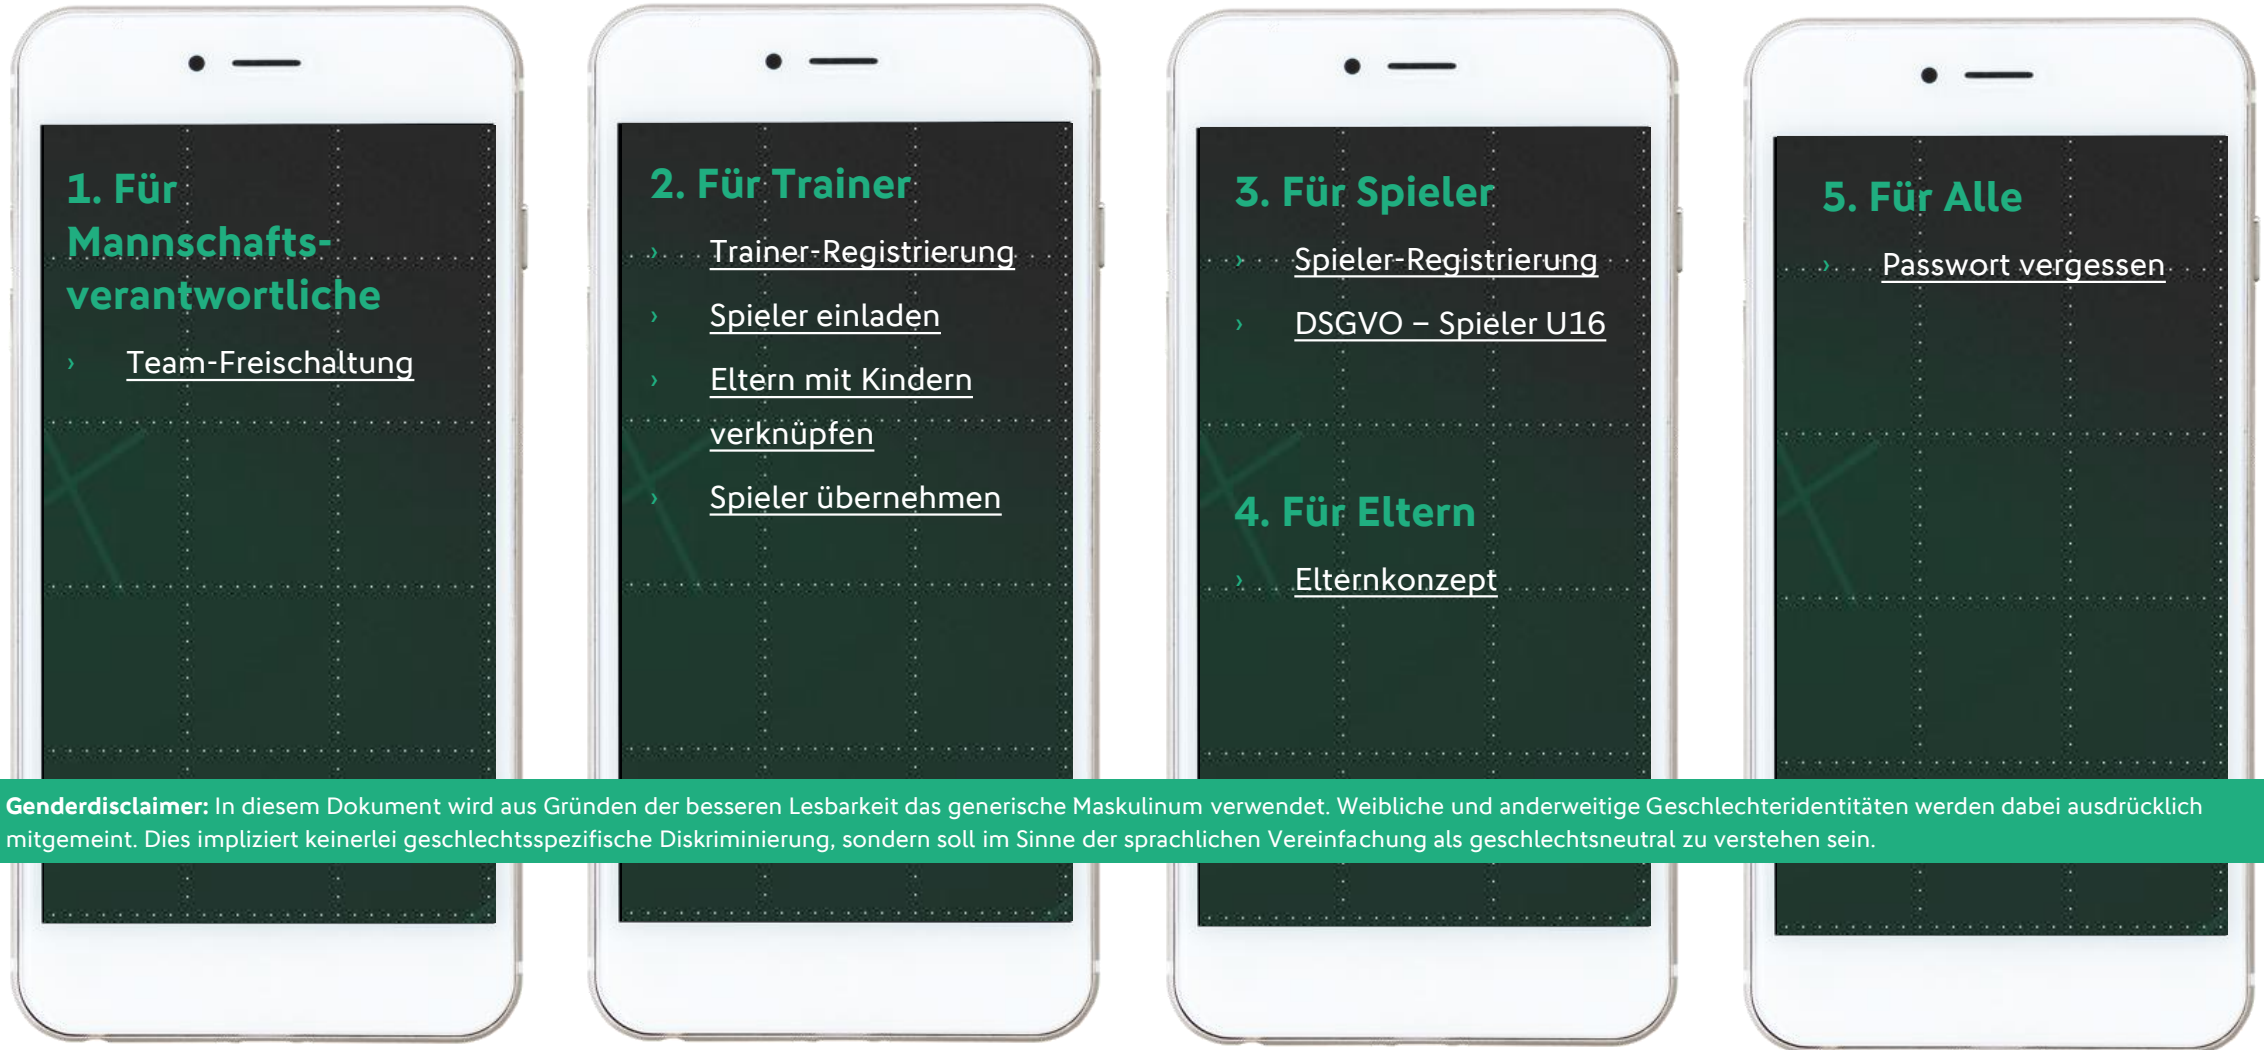 1. Für
Mannschafts-
verantwortliche
› Team-Freischaltung
2. Für Trainer
› Trainer-Registrierung
› Spieler einladen
› Eltern mit Kindern
verknüpfen
› Spieler übernehmen
3. Für Spieler
› Spieler-Registrierung
› DSGVO – Spieler U16
4. Für Eltern
› Elternkonzept
5. Für Alle
› Passwort vergessen
Genderdisclaimer: In diesem Dokument wird aus Gründen der besseren Lesbarkeit das generische Maskulinum verwendet. Weibliche und anderweitige Geschlechteridentitäten werden dabei ausdrücklich
mitgemeint. Dies impliziert keinerlei geschlechtsspezifische Diskriminierung, sondern soll im Sinne der sprachlichen Vereinfachung als geschlechtsneutral zu verstehen sein.